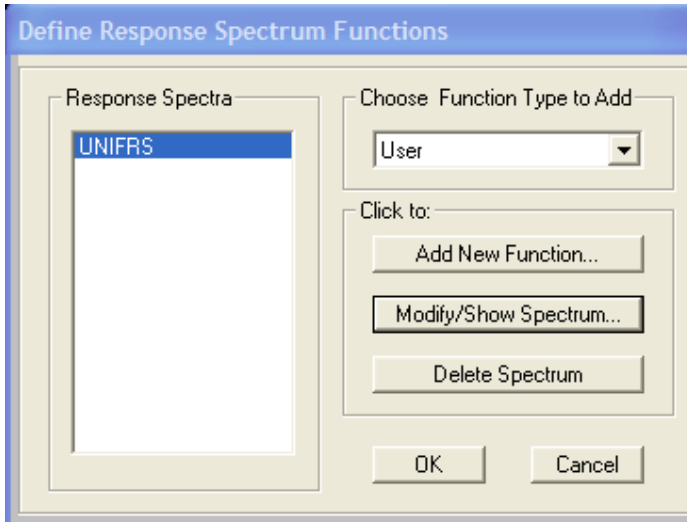 Define Response Spectrum Functions
Response Spectra
UNIFRS
Choose Function Type to Add
User
Click to:
Add New Function...
Modify/Show Spectrum...
Delete Spectrum
OK
Cancel